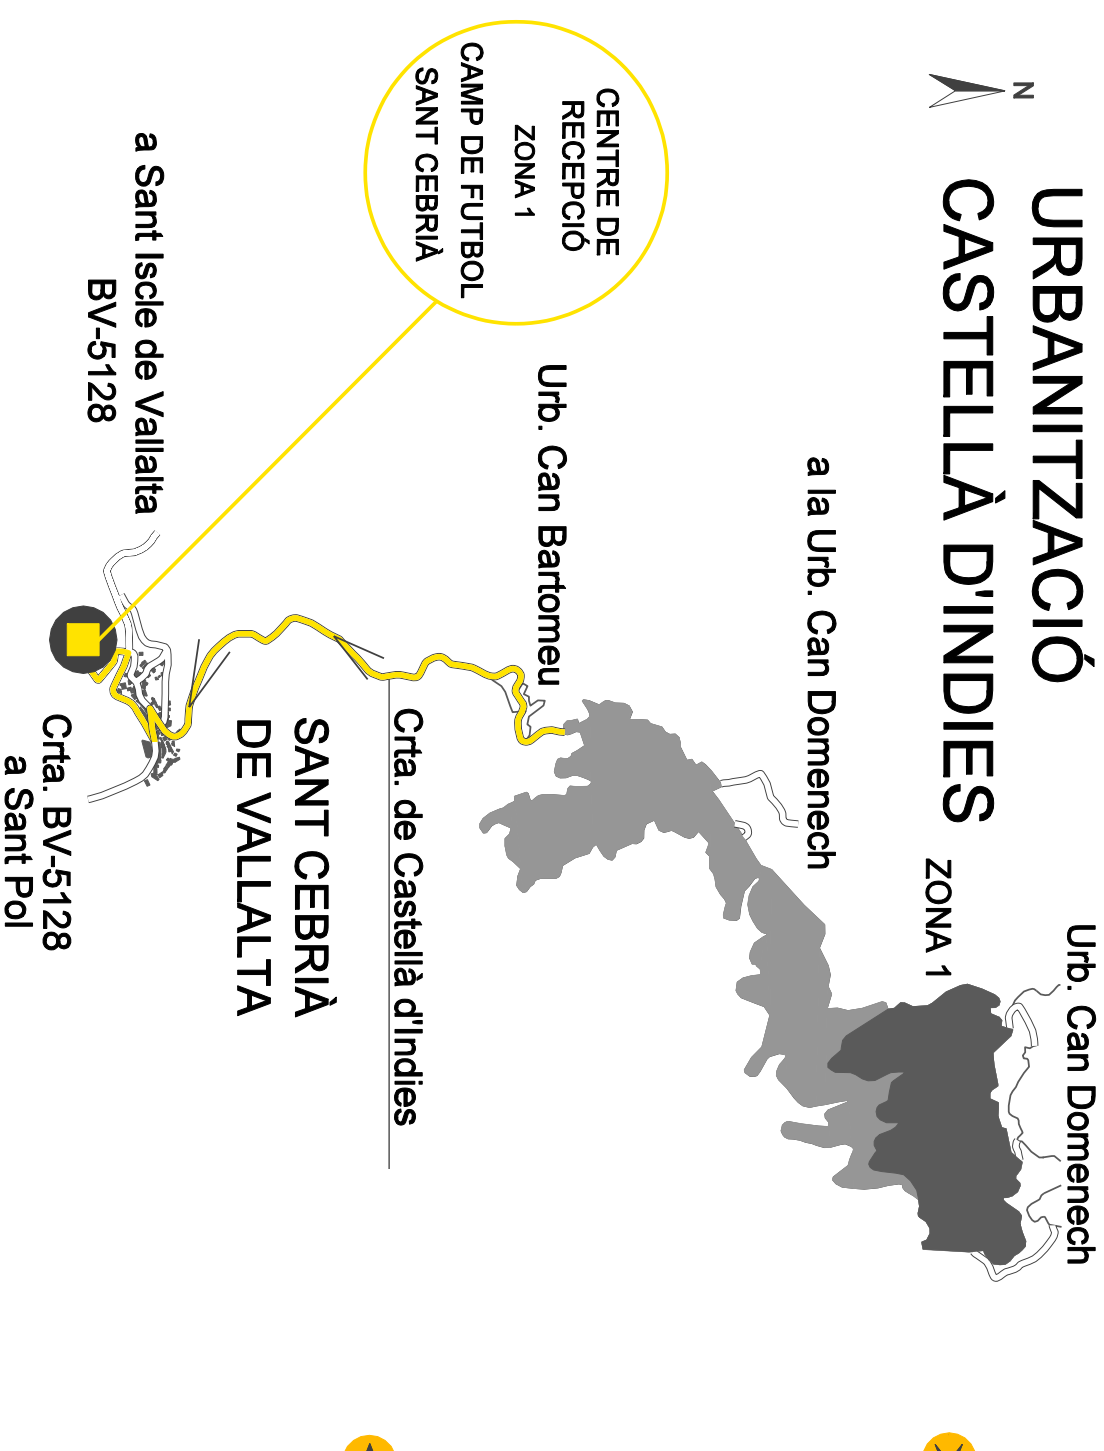 N
URBANITZACIÓ
CASTELLÀ D'INDIES
ZONA 1
Urb. Can Domenech
a la Urb. Can Domenech
CENTRE DE
RECEPCIÓ
ZONA 1
CAMP DE FUTBOL
SANT CEBRIÀ
Urb. Can Bartomeu
Crta. de Castellà d'Indies
SANT CEBRIÀ
DE VALLALTA
a Sant Iscle de Vallalta
BV-5128
Crta. BV-5128
a Sant Pol